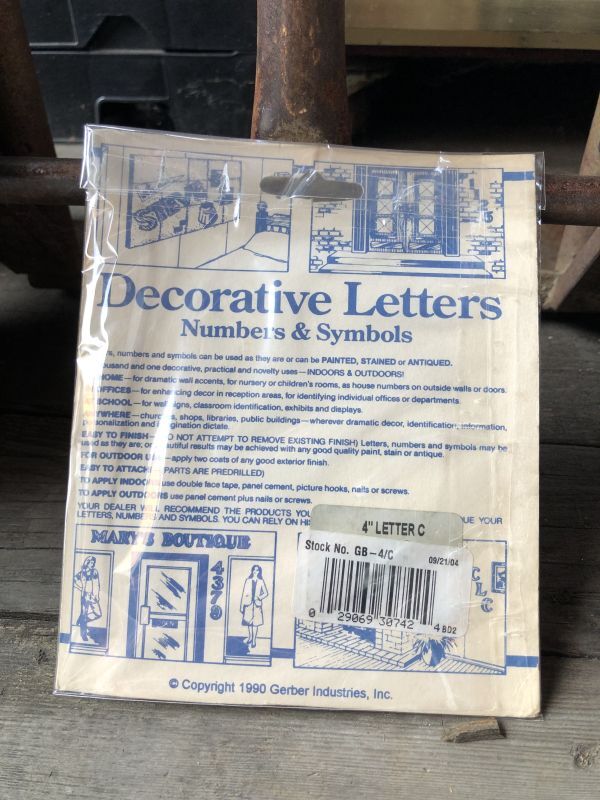 Decorative Letters
Numbers & Symbols
numbers and symbols can be used as they are or can be PAINTED, STAINED or ANTIQUED.
thousand and one decorative, practical and novelty uses—INDOORS & OUTDOORS!
HOME—for dramatic wall accents, for nursery or children's rooms, as house numbers on outside walls or doors.
OFFICES—for enhancing decor in reception areas, for identifying individual offices or departments.
SCHOOL—for wall signs, classroom identification, exhibits and displays.
ANYWHERE—churches, shops, libraries, public buildings—wherever dramatic decor, identification, information,
personalization and imagination dictate.
EASY TO FINISH—(DO NOT ATTEMPT TO REMOVE EXISTING FINISH) Letters, numbers and symbols may be
used as they are; or beautiful results may be achieved with any good quality paint, stain or antique.
FOR OUTDOOR USE—apply two coats of any good exterior finish.
EASY TO ATTACH—(PARTS ARE PREDRILLED)
TO APPLY INDOORS use double face tape, panel cement, picture hooks, nails or screws.
TO APPLY OUTDOORS use panel cement plus nails or screws.
YOUR DEALER WILL RECOMMEND THE PRODUCTS YOU UE YOUR
LETTERS, NUMBERS AND SYMBOLS. YOU CAN RELY ON HI
4" LETTER C
Stock No. GB-4/C 09/21/04
0 29069 30742 4 BD2
MARY'S BOUTIQUE
4379
OPEN
CLC
© Copyright 1990 Gerber Industries, Inc.